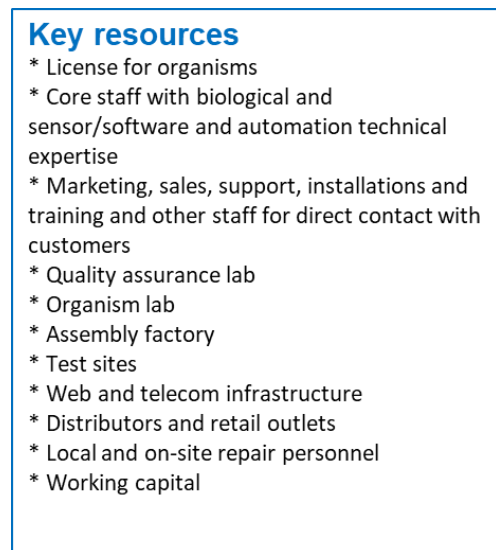 Key resources
* License for organisms
* Core staff with biological and
sensor/software and automation technical
expertise
* Marketing, sales, support, installations and
training and other staff for direct contact with
customers
* Quality assurance lab
* Organism lab
* Assembly factory
* Test sites
* Web and telecom infrastructure
* Distributors and retail outlets
* Local and on-site repair personnel
* Working capital